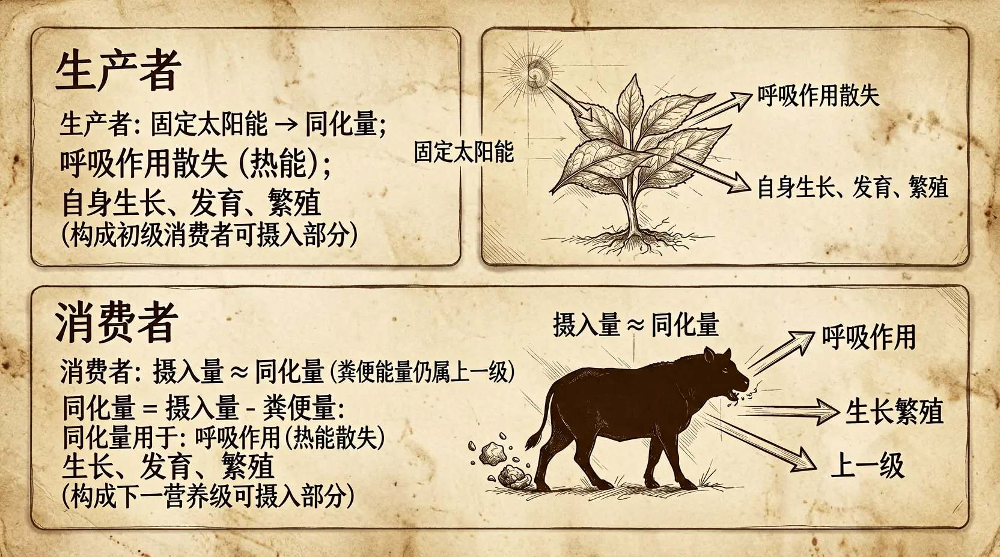 生产者
生产者: 固定太阳能 → 同化量;
呼吸作用散失 (热能) ;
自身生长、发育、繁殖
(构成初级消费者可摄入部分)
固定太阳能
呼吸作用散失
自身生长、发育、繁殖
消费者
消费者: 摄入量 ≈ 同化量 (粪便能量仍属上一级)
同化量 = 摄入量 - 粪便量:
同化量用于: 呼吸作用 (热能散失)
生长、发育、繁殖
(构成下一营养级可摄入部分)
摄入量 ≈ 同化量
呼吸作用
生长繁殖
上一级